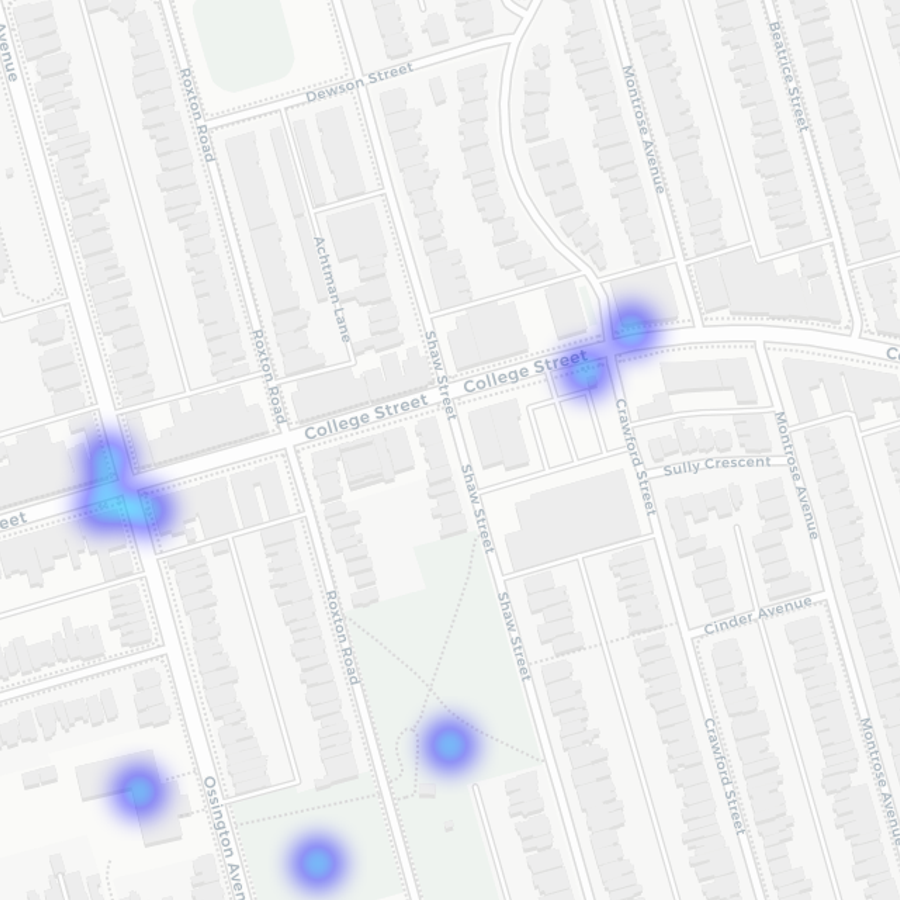 Avenue
Beatrice Street
Dewson Street
Roxton Road
Montrose Avenue
Achtman Lane
Shaw Street
Roxton Road
College Street
College Street
Crawford Street
Montrose Avenue
Sully Crescent
Shaw Street
Shaw Street
Roxton Road
Cinder Avenue
Crawford Street
Montrose Avenue
Ossington Aven